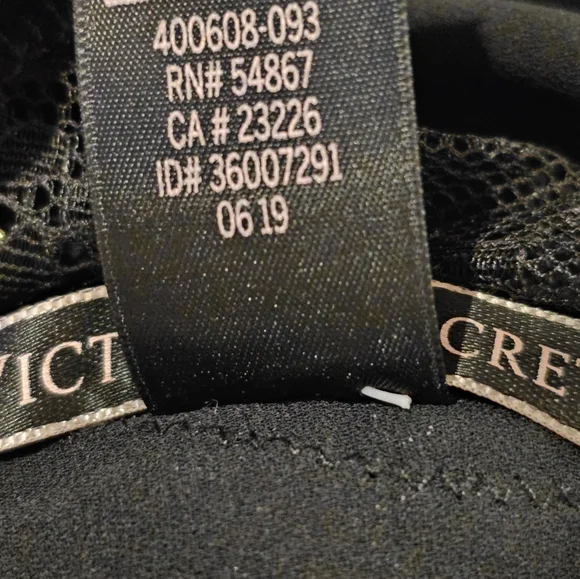 400608-093
RN# 54867
CA # 23226
ID# 36007291
06 19
VICT
CRET